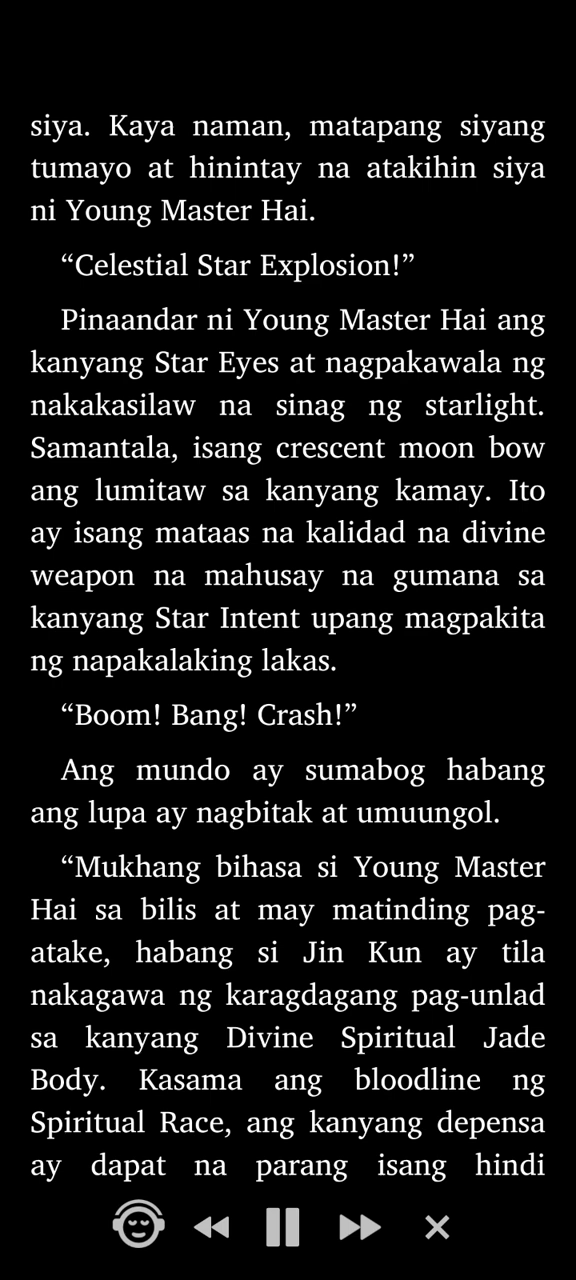 siya. Kaya naman, matapang siyang
tumayo at hinintay na atakihin siya
ni Young Master Hai.
“Celestial Star Explosion!”
Pinaandar ni Young Master Hai ang
kanyang Star Eyes at nagpakawala ng
nakakasilaw na sinag ng starlight.
Samantala, isang crescent moon bow
ang lumitaw sa kanyang kamay. Ito
ay isang mataas na kalidad na divine
weapon na mahusay na gumana sa
kanyang Star Intent upang magpakita
ng napakalaking lakas.
“Boom! Bang! Crash!”
Ang mundo ay sumabog habang
ang lupa ay nagbitak at umuungol.
“Mukhang bihasa si Young Master
Hai sa bilis at may matinding pag-
atake, habang si Jin Kun ay tila
nakagawa ng karagdagang pag-unlad
sa kanyang Divine Spiritual Jade
Body. Kasama ang bloodline ng
Spiritual Race, ang kanyang depensa
ay dapat na parang isang hindi